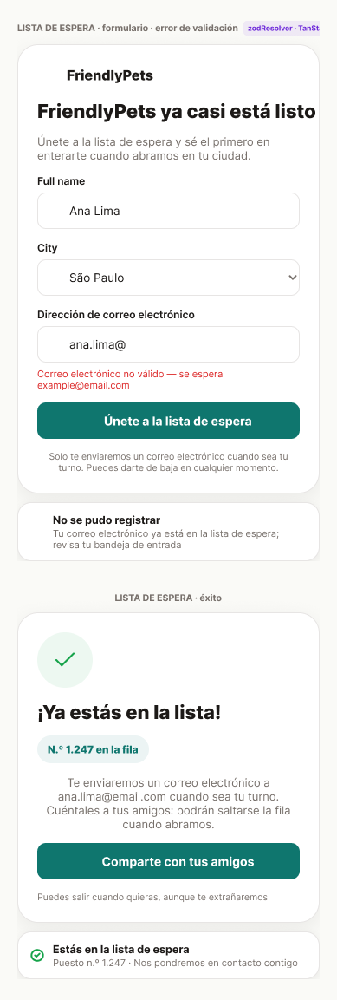 LISTA DE ESPERA · formulario · error de validación
zodResolver · TanSta
FriendlyPets
FriendlyPets ya casi está listo
Únete a la lista de espera y sé el primero en
enterarte cuando abramos en tu ciudad.
Full name
Ana Lima
City
São Paulo
Dirección de correo electrónico
ana.lima@
Correo electrónico no válido — se espera
example@email.com
Únete a la lista de espera
Solo te enviaremos un correo electrónico cuando sea tu
turno. Puedes darte de baja en cualquier momento.
No se pudo registrar
Tu correo electrónico ya está en la lista de espera;
revisa tu bandeja de entrada
LISTA DE ESPERA · éxito
¡Ya estás en la lista!
N.º 1.247 en la fila
Te enviaremos un correo electrónico a
ana.lima@email.com cuando sea tu turno.
Cuéntales a tus amigos: podrán saltarse la fila
cuando abramos.
Comparte con tus amigos
Puedes salir cuando quieras, aunque te extrañaremos
Estás en la lista de espera
Puesto n.º 1.247 · Nos pondremos en contacto contigo